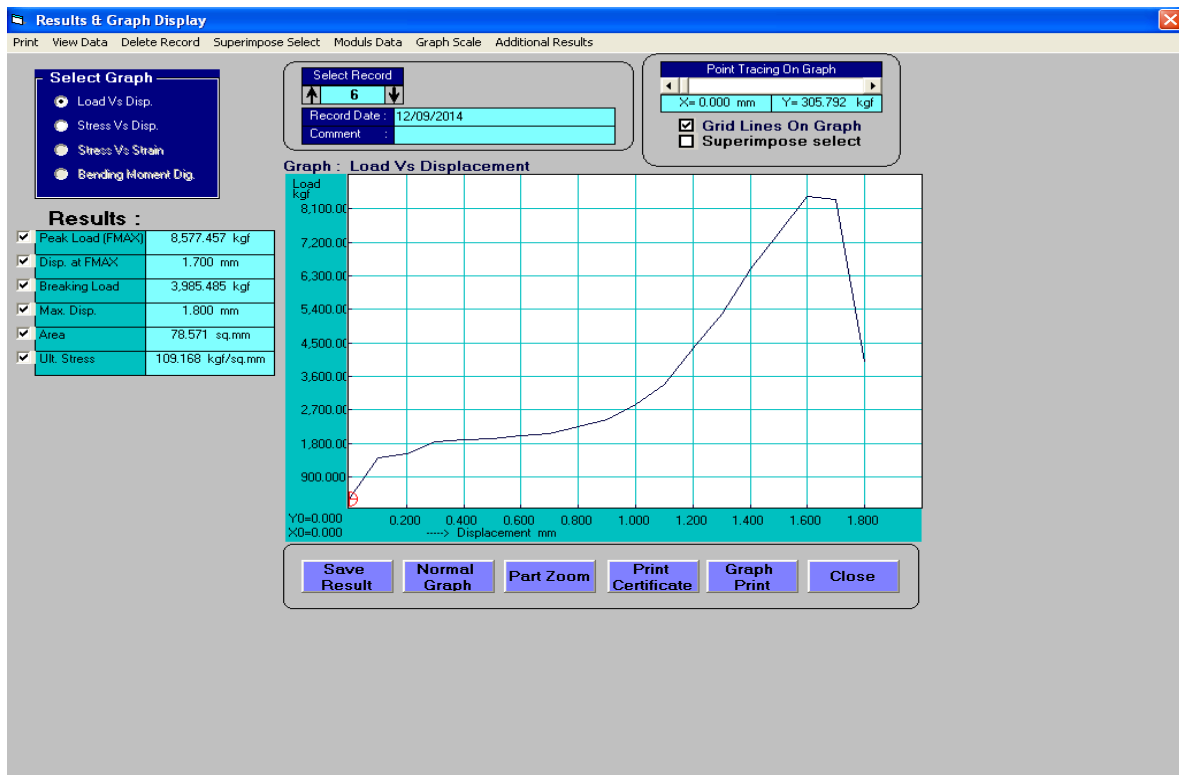 Results & Graph Display
Print View Data Delete Record Superimpose Select Moduls Data Graph Scale Additional Results
Select Graph
Load Vs Disp.
Stress Vs Disp.
Stress Vs Strain
Bending Moment Dig.
Select Record
6
Record Date : 12/09/2014
Comment :
Point Tracing On Graph
X= 0.000 mm Y= 305.792 kgf
Grid Lines On Graph
Superimpose select
Results :
Peak Load (FMAX) 8,577.457 kgf
Disp. at FMAX 1.700 mm
Breaking Load 3,985.485 kgf
Max. Disp. 1.800 mm
Area 78.571 sq.mm
Ult. Stress 109.168 kgf/sq.mm
Graph : Load Vs Displacement
Load
kgf
8,100.00
7,200.00
6,300.00
5,400.00
4,500.00
3,600.00
2,700.00
1,800.00
900.000
Y0=0.000
X0=0.000
0.200 0.400 0.600 0.800 1.000 1.200 1.400 1.600 1.800
----> Displacement mm
Save Result
Normal Graph
Part Zoom
Print Certificate
Graph Print
Close